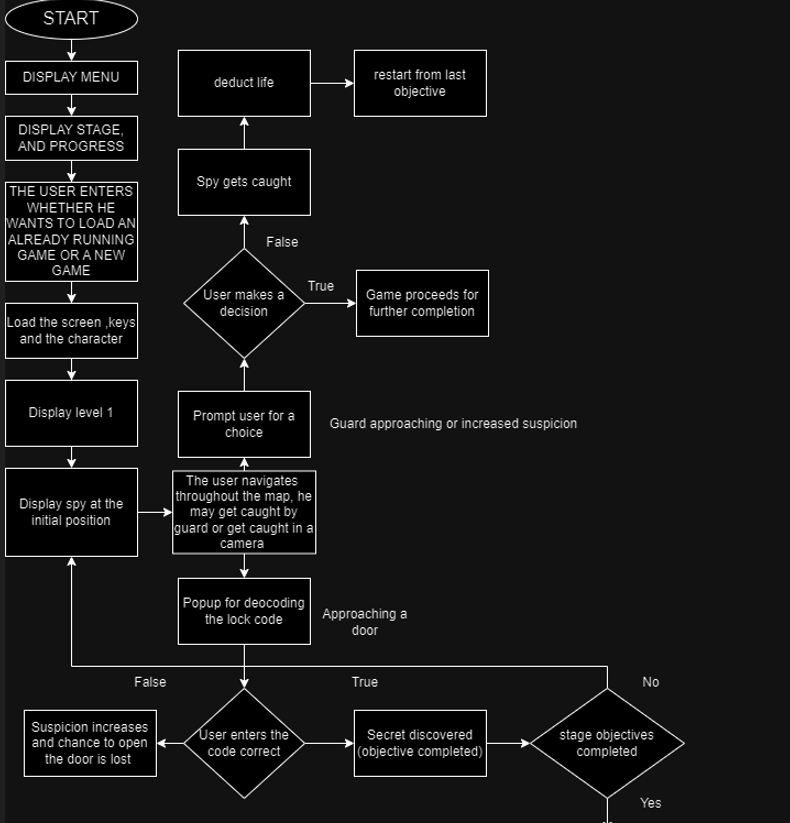 START
DISPLAY MENU
DISPLAY STAGE,
AND PROGRESS
THE USER ENTERS
WHETHER HE
WANTS TO LOAD AN
ALREADY RUNNING
GAME OR A NEW
GAME
Load the screen ,keys
and the character
Display level 1
Display spy at the
initial position
deduct life
restart from last
objective
Spy gets caught
False
User makes a
decision
True
Game proceeds for
further completion
Prompt user for a
choice
Guard approaching or increased suspicion
The user navigates
throughout the map, he
may get caught by
guard or get caught in a
camera
Popup for deocoding
the lock code
Approaching a
door
False
True
No
Suspicion increases
and chance to open
the door is lost
User enters the
code correct
Secret discovered
(objective completed)
stage objectives
completed
Yes